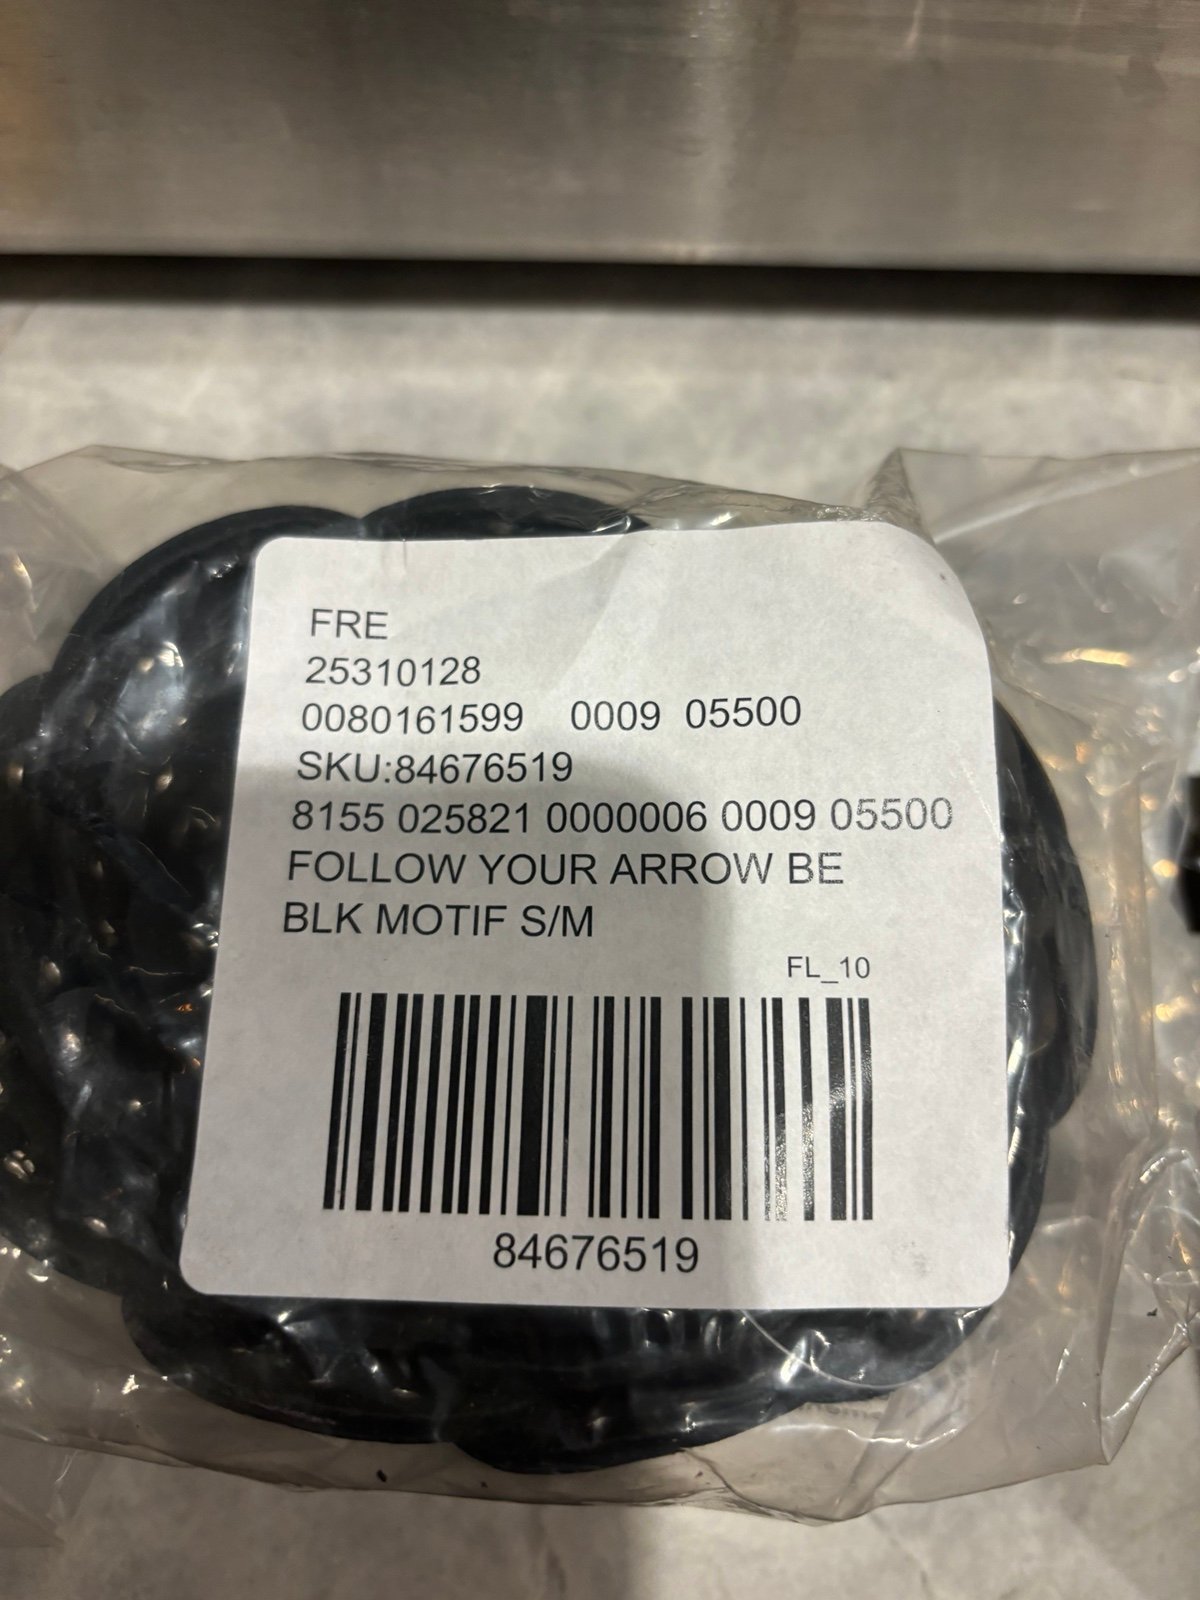 FRE
25310128
0080161599 0009 05500
SKU:84676519
8155 025821 0000006 0009 05500
FOLLOW YOUR ARROW BE
BLK MOTIF S/M
FL_10
84676519